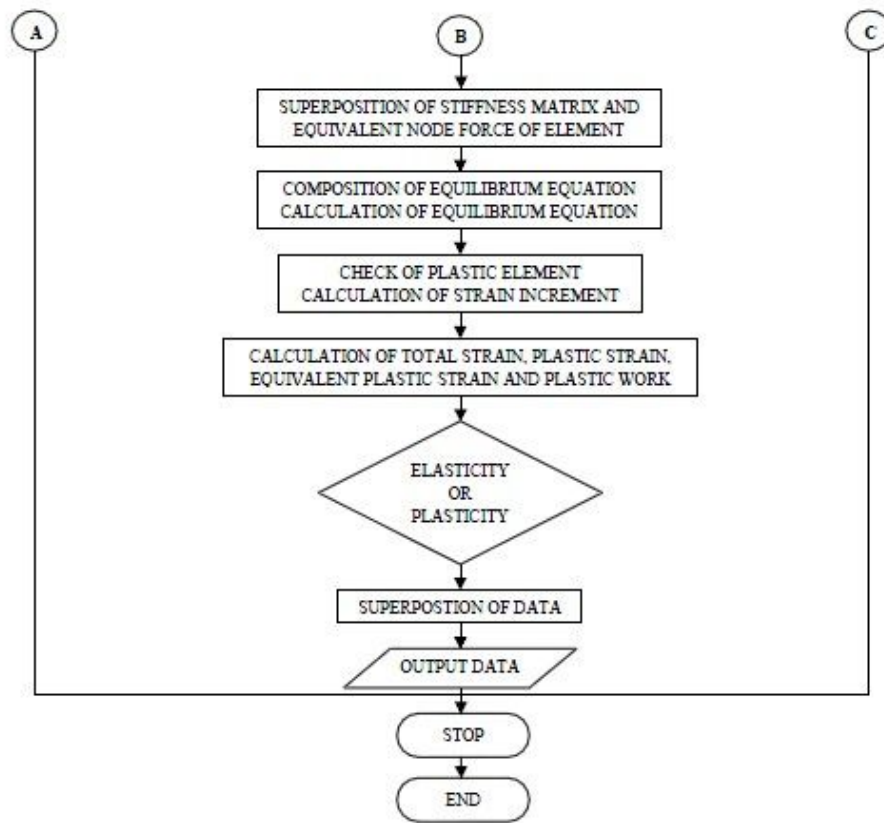 A
B
C
SUPERPOSITION OF STIFFNESS MATRIX AND
EQUIVALENT NODE FORCE OF ELEMENT
COMPOSITION OF EQUILIBRIUM EQUATION
CALCULATION OF EQUILIBRIUM EQUATION
CHECK OF PLASTIC ELEMENT
CALCULATION OF STRAIN INCREMENT
CALCULATION OF TOTAL STRAIN, PLASTIC STRAIN,
EQUIVALENT PLASTIC STRAIN AND PLASTIC WORK
ELASTICITY
OR
PLASTICITY
SUPERPOSTION OF DATA
OUTPUT DATA
STOP
END